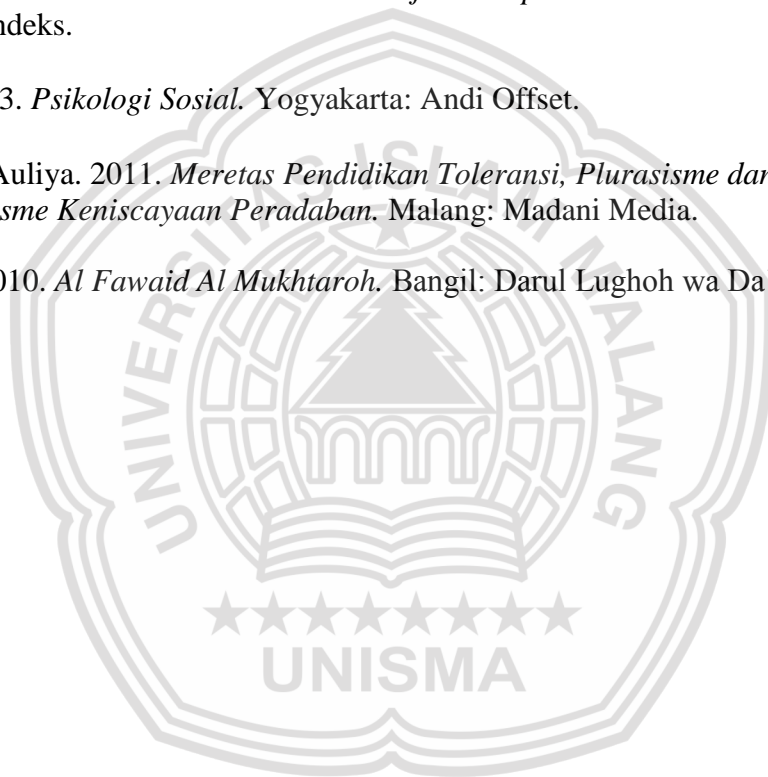 ndeks.
3. Psikologi Sosial. Yogyakarta: Andi Offset.
Auliya. 2011. Meretas Pendidikan Toleransi, Plurasisme dan
sme Keniscayaan Peradaban. Malang: Madani Media.
010. Al Fawaid Al Mukhtaroh. Bangil: Darul Lughoh wa Da'
UNIVERSITAS ISLAM MALANG
UNISMA